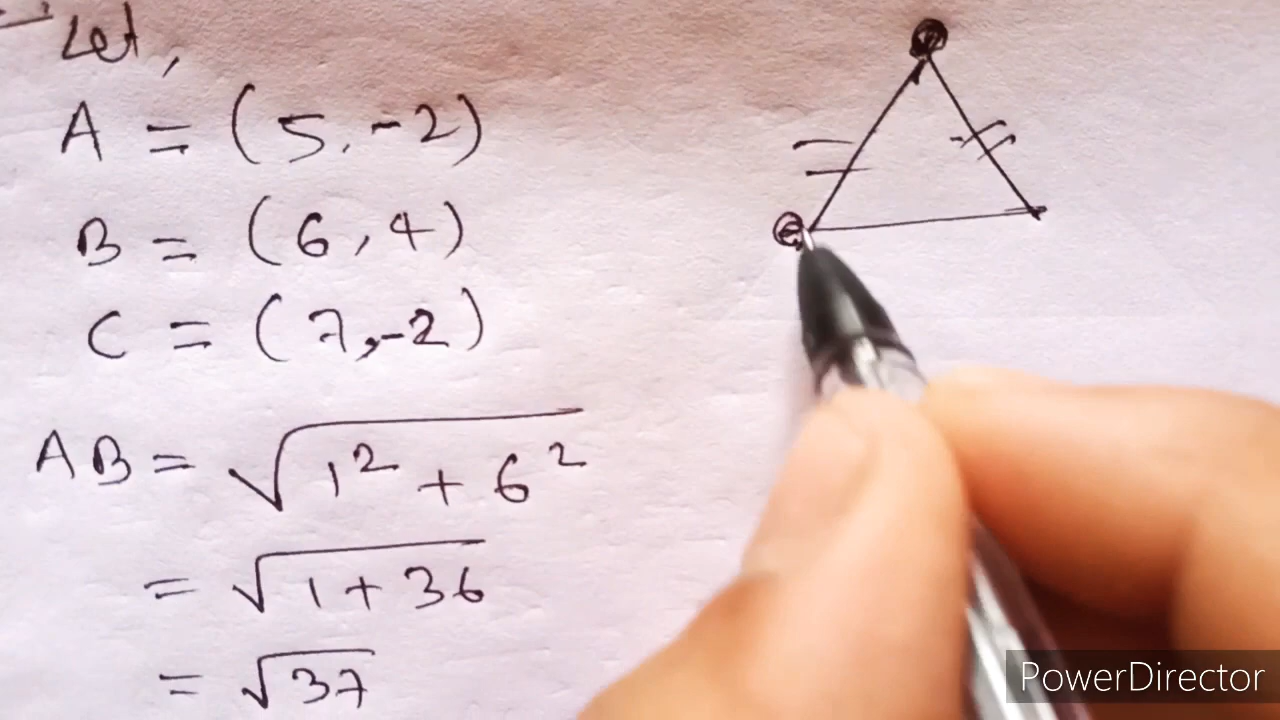 Let,
A = (5, -2)
B = (6, 4)
C = (7, -2)
AB = √1² + 6²
= √1 + 36
= √37
PowerDirector